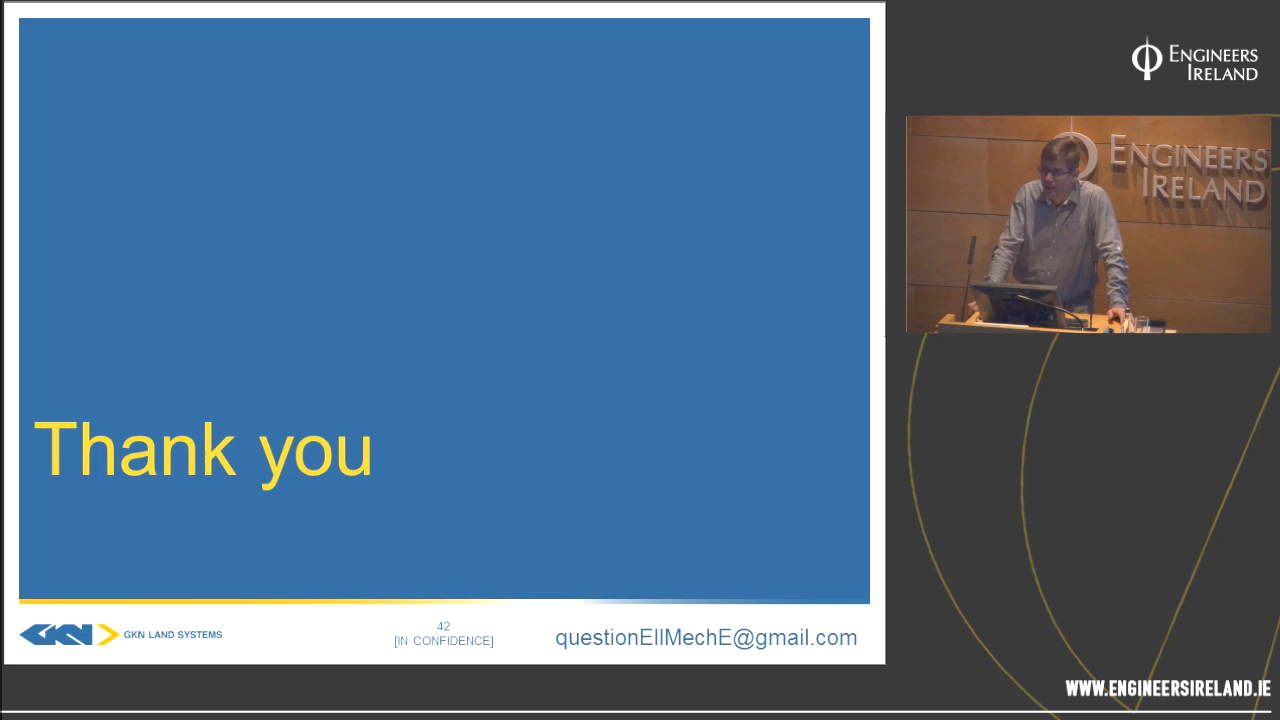 Thank you
GKN LAND SYSTEMS
42
[IN CONFIDENCE]
questionEIIMechE@gmail.com
ENGINEERS
IRELAND
ENGINEERS
IRELAND
WWW.ENGINEERSIRELAND.IE